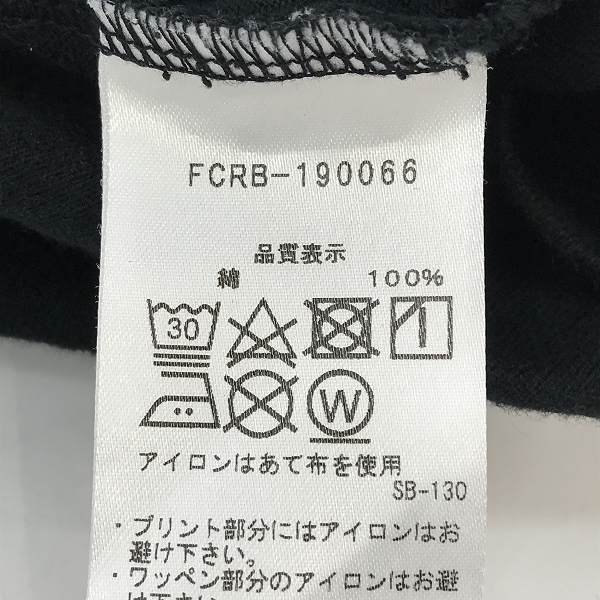 FCRB-190066
品質表示
綿 100%
30
W
アイロンはあて布を使用
SB-130
・プリント部分にはアイロンはお
避け下さい。
・ワッペン部分のアイロンはお避